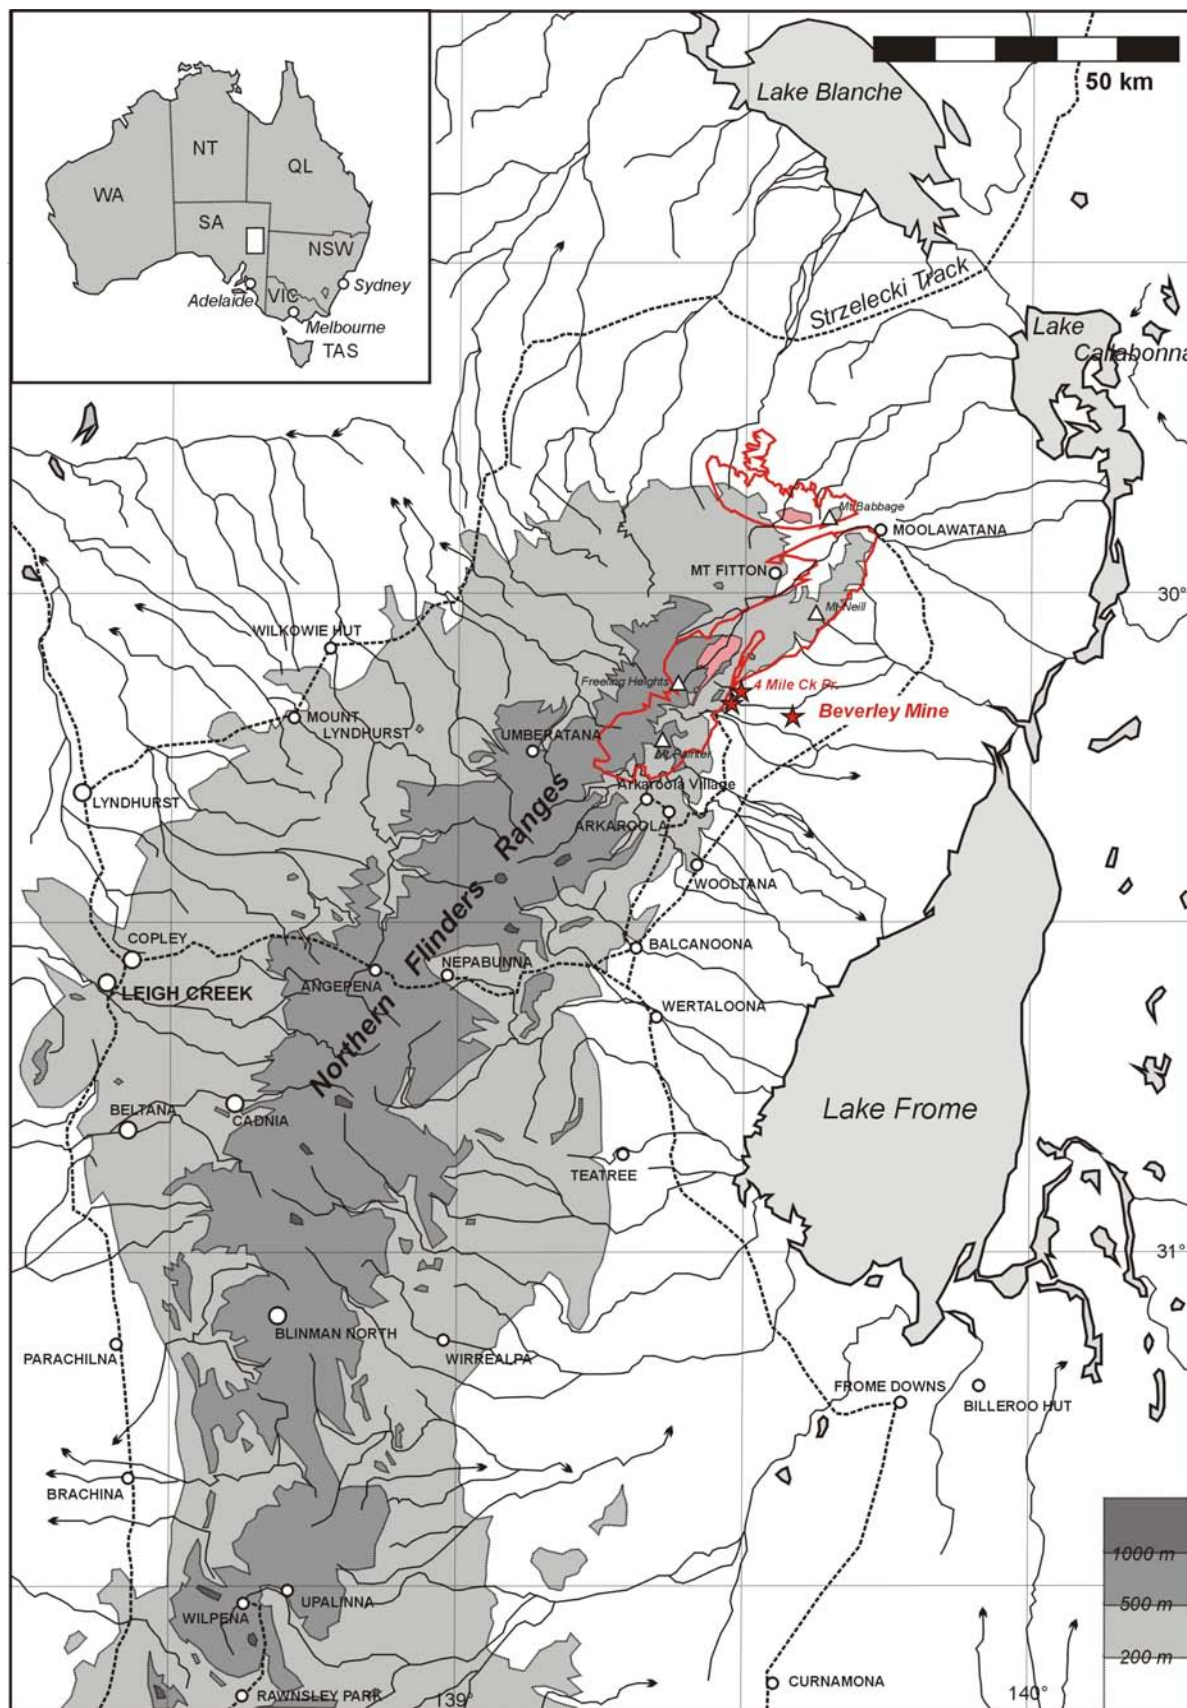 Lake Blanche
50 km
NT
QL
WA
SA
NSW
Adelaide
VIC
Sydney
Melbourne
TAS
Strzelecki Track
Lake
Callabonna
Mt Babbage
MOOLAWATANA
MT FITTON
30°
Mt Neill
WILKOWIE HUT
Freeling Heights
4 Mile Ck Pr.
Beverley Mine
MOUNT
LYNDHURST
UMBERATANA
Mt Painter
Arkaroola Village
LYNDHURST
ARKAROOLA
WOOLTANA
Northern Flinders Ranges
COPLEY
BALCANOONA
ANGEPENA
NEPABUNNA
LEIGH CREEK
WERTALOONA
BELTANA
CADNIA
Lake Frome
TEATREE
31°
BLINMAN NORTH
PARACHILNA
WIRREALPA
FROME DOWNS
BILLEROO HUT
BRACHINA
1000 m
500 m
200 m
UPALINNA
WILPENA
CURNAMONA
RAWNSLEY PARK
139°
140°